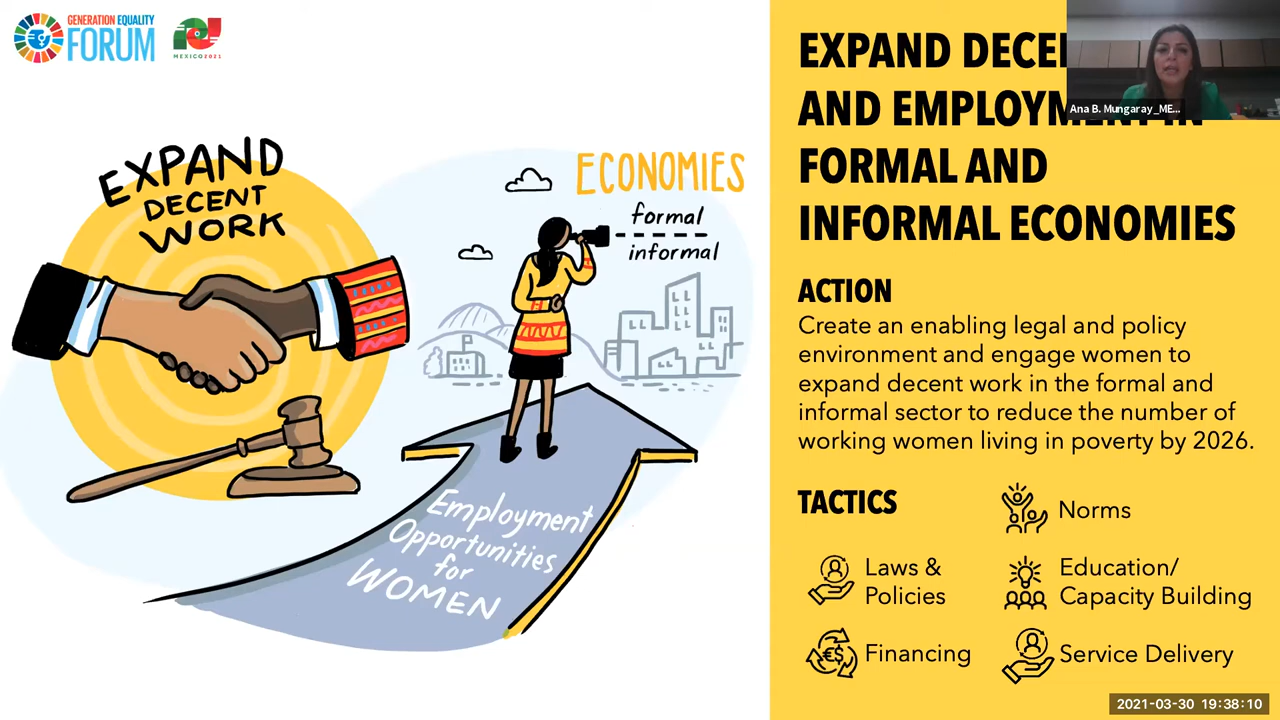 GENERATION EQUALITY
FORUM
MEXICO2021
EXPAND
DECENT
WORK
ECONOMIES
formal
informal
Employment
Opportunities
for
WOMEN
EXPAND DECE
AND EMPLOYMENT IN
FORMAL AND
INFORMAL ECONOMIES
Ana B. Mungaray_ME...
ACTION
Create an enabling legal and policy
environment and engage women to
expand decent work in the formal and
informal sector to reduce the number of
working women living in poverty by 2026.
TACTICS
Norms
Laws &
Policies
Education/
Capacity Building
€$
Financing
Service Delivery
2021-03-30 19:38:10